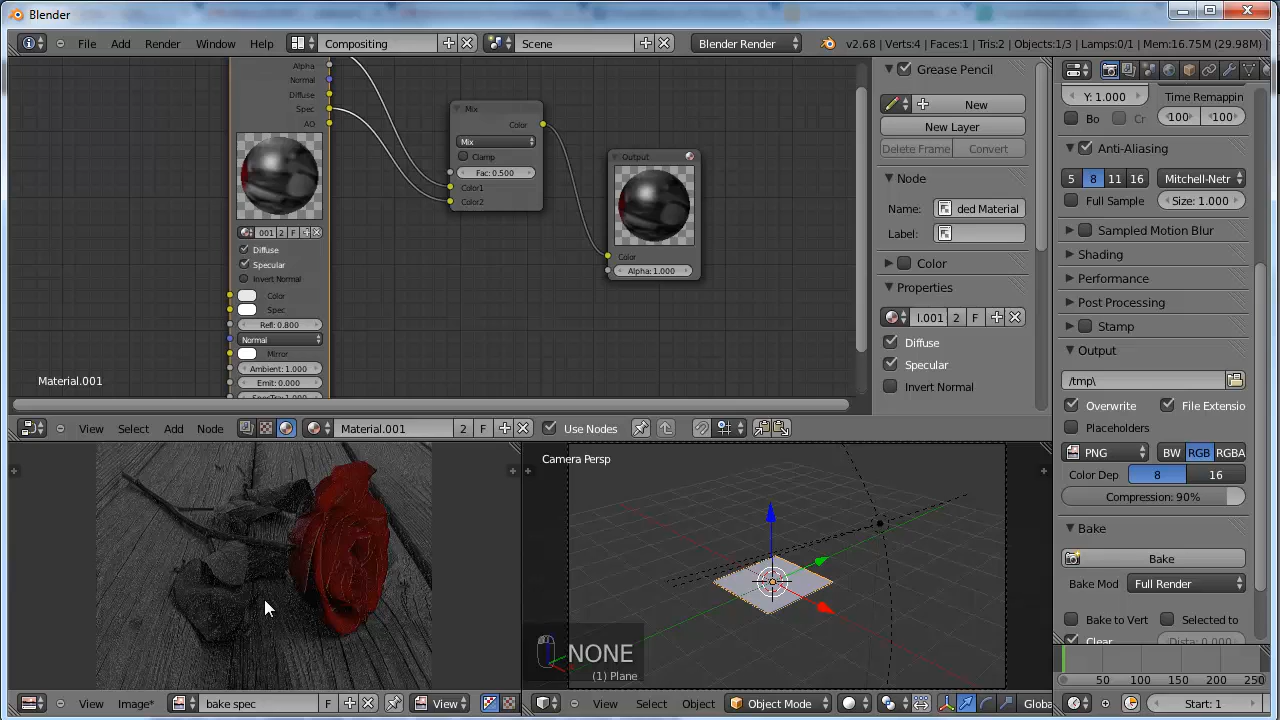 Blender
File Add Render Window Help Compositing Scene Blender Render v2.68 | Verts:4 | Faces:1 | Tris:2 | Objects:1/3 | Lamps:0/1 | Mem:16.75M (29.98M) |
Alpha
Normal
Diffuse
Spec
AO
001 2 F
Diffuse
Specular
Invert Normal
Color
Spec
Refl: 0.800
Normal
Mirror
Ambient: 1.000
Emit: 0.000
SpecTra: 1.000
Mix
Color
Mix
Clamp
Fac: 0.500
Color1
Color2
Output
Color
Alpha: 1.000
Material.001
Grease Pencil
New
New Layer
Delete Frame Convert
Node
Name: ded Material
Label:
Color
Properties
l.001 2 F
Diffuse
Specular
Invert Normal
Y: 1.000 Time Remappin
Bo Cr 100 100
Anti-Aliasing
5 8 11 16 Mitchell-Netr
Full Sample Size: 1.000
Sampled Motion Blur
Shading
Performance
Post Processing
Stamp
Output
/tmp\
Overwrite File Extensio
Placeholders
PNG BW RGB RGBA
Color Dep 8 16
Compression: 90%
Bake
Bake
Bake Mod Full Render
Bake to Vert Selected to
Clear Dista: 0.000
View Select Add Node Material.001 2 F Use Nodes
Camera Persp
NONE
(1) Plane
View Image* bake spec F View
View Select Object Object Mode Globa
50 100 150 200 250
Start: 1